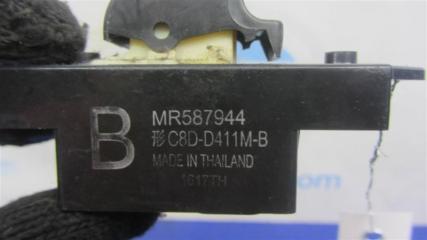 B
MR587944
形 C8D-D411M-B
MADE IN THAILAND
1617TH